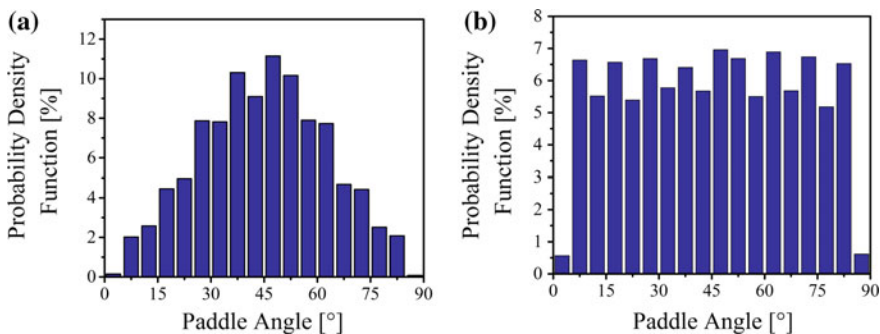 (a)
Probability Density
Function [%]
12
10
8
6
4
2
0
0 15 30 45 60 75 90
Paddle Angle [°]
(b)
Probability Density
Function [%]
8
7
6
5
4
3
2
1
0
0 15 30 45 60 75 90
Paddle Angle [°]